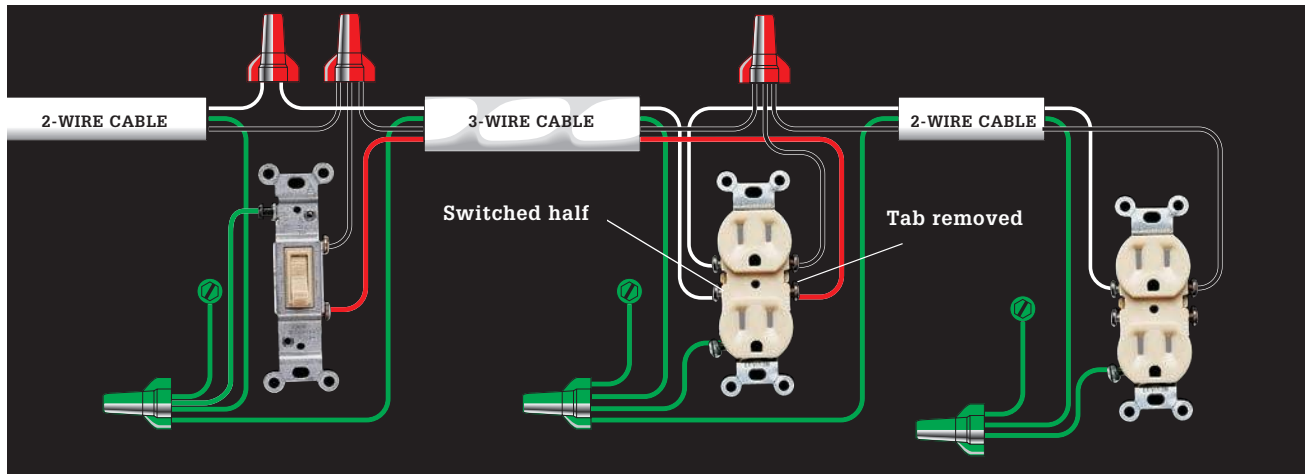 2-WIRE CABLE
3-WIRE CABLE
2-WIRE CABLE
Switched half
Tab removed